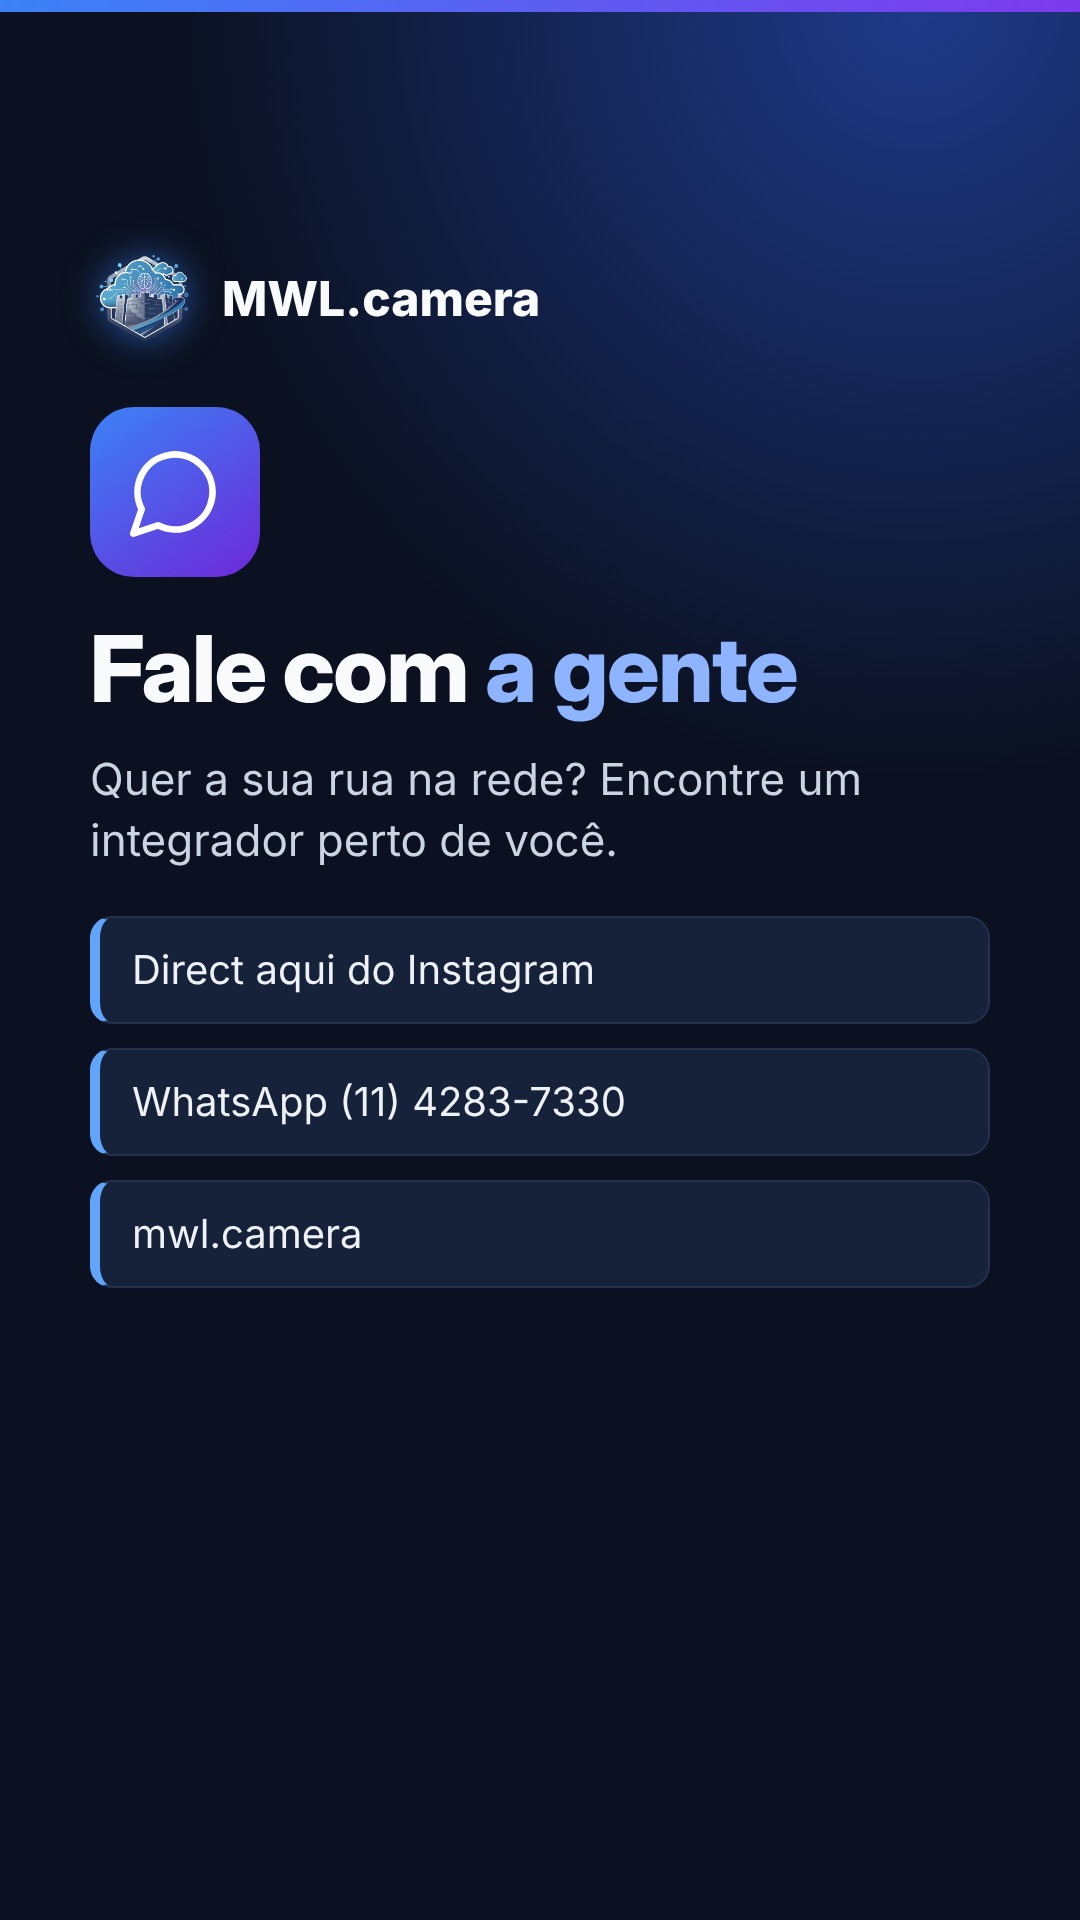 MWL.camera
Fale com a gente
Quer a sua rua na rede? Encontre um
integrador perto de você.
Direct aqui do Instagram
WhatsApp (11) 4283-7330
mwl.camera